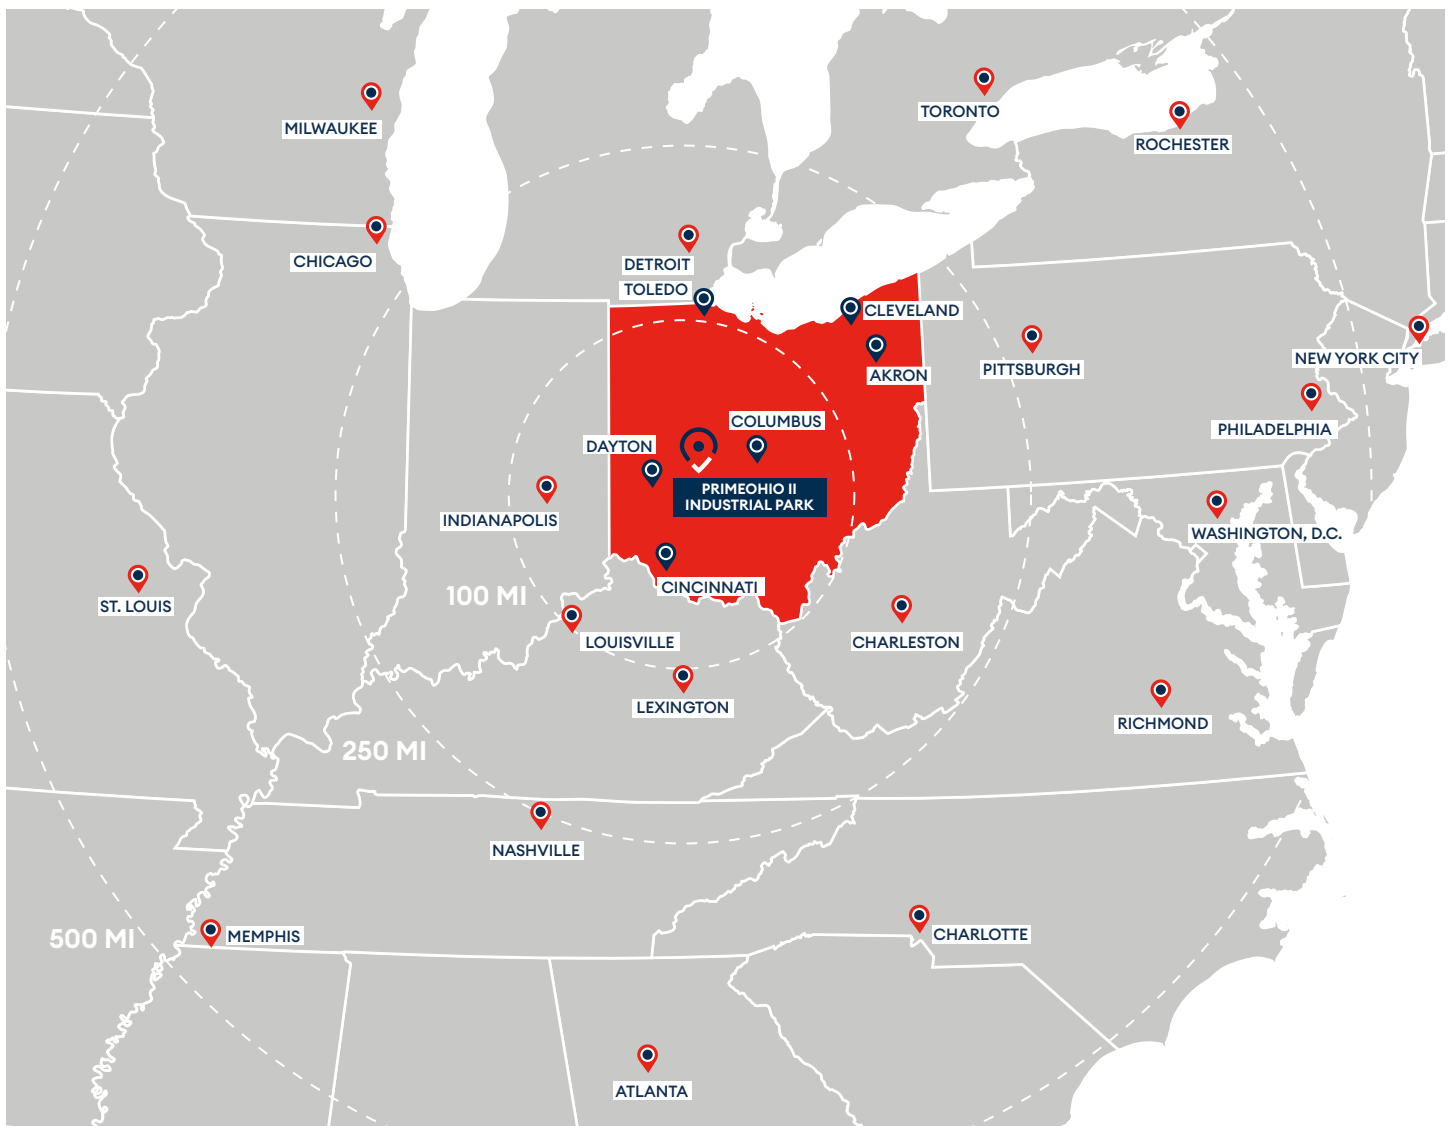 TORONTO
MILWAUKEE
ROCHESTER
CHICAGO
DETROIT
TOLEDO
CLEVELAND
NEW YORK CITY
PITTSBURGH
AKRON
COLUMBUS
PHILADELPHIA
DAYTON
PRIMEOHIO II
INDUSTRIAL PARK
INDIANAPOLIS
WASHINGTON, D.C.
CINCINNATI
100 MI
ST. LOUIS
LOUISVILLE
CHARLESTON
LEXINGTON
RICHMOND
250 MI
NASHVILLE
CHARLOTTE
MEMPHIS
500 MI
ATLANTA